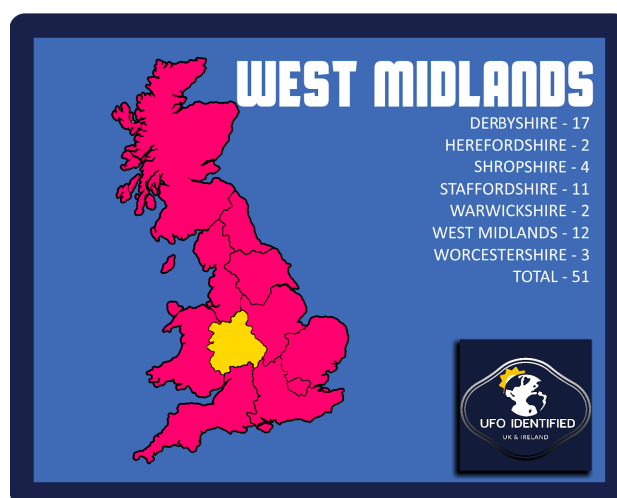 WEST MIDLANDS
DERBYSHIRE - 17
HEREFORDSHIRE - 2
SHROPSHIRE - 4
STAFFORDSHIRE - 11
WARWICKSHIRE - 2
WEST MIDLANDS - 12
WORCESTERSHIRE - 3
TOTAL - 51
UFO IDENTIFIED
UK & IRELAND